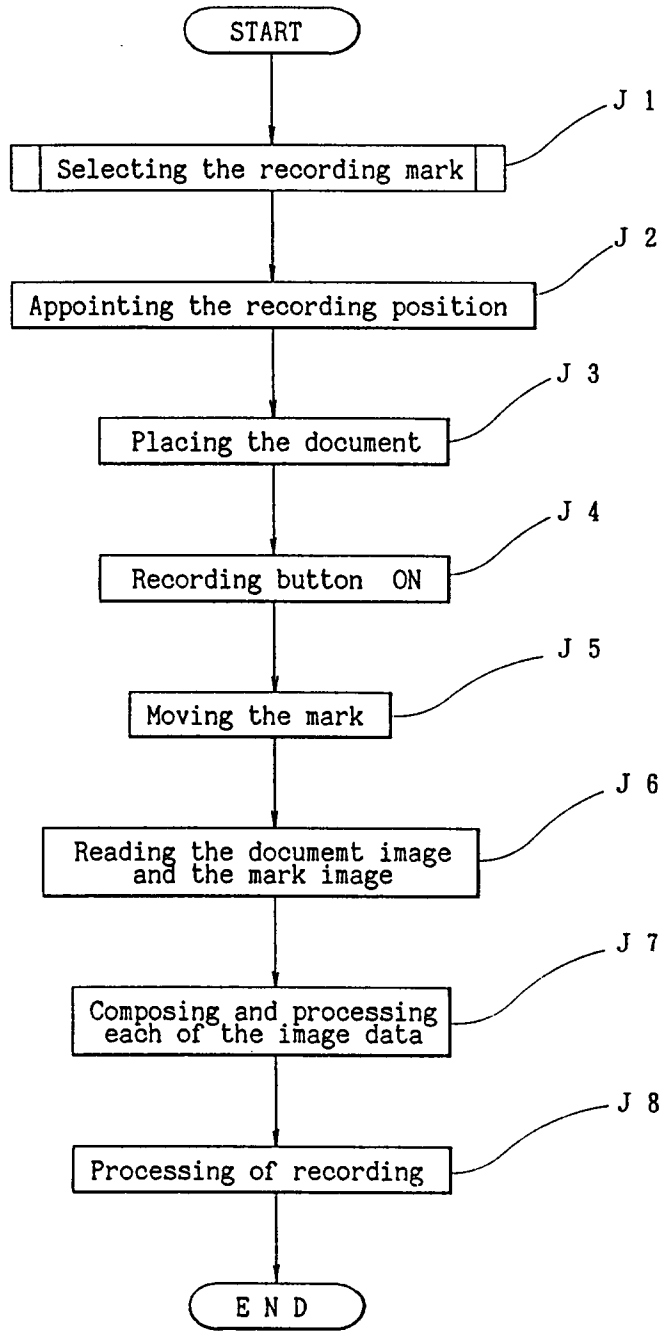 START
J 1
Selecting the recording mark
J 2
Appointing the recording position
J 3
Placing the document
J 4
Recording button ON
J 5
Moving the mark
J 6
Reading the documemt image
and the mark image
J 7
Composing and processing
each of the image data
J 8
Processing of recording
E N D